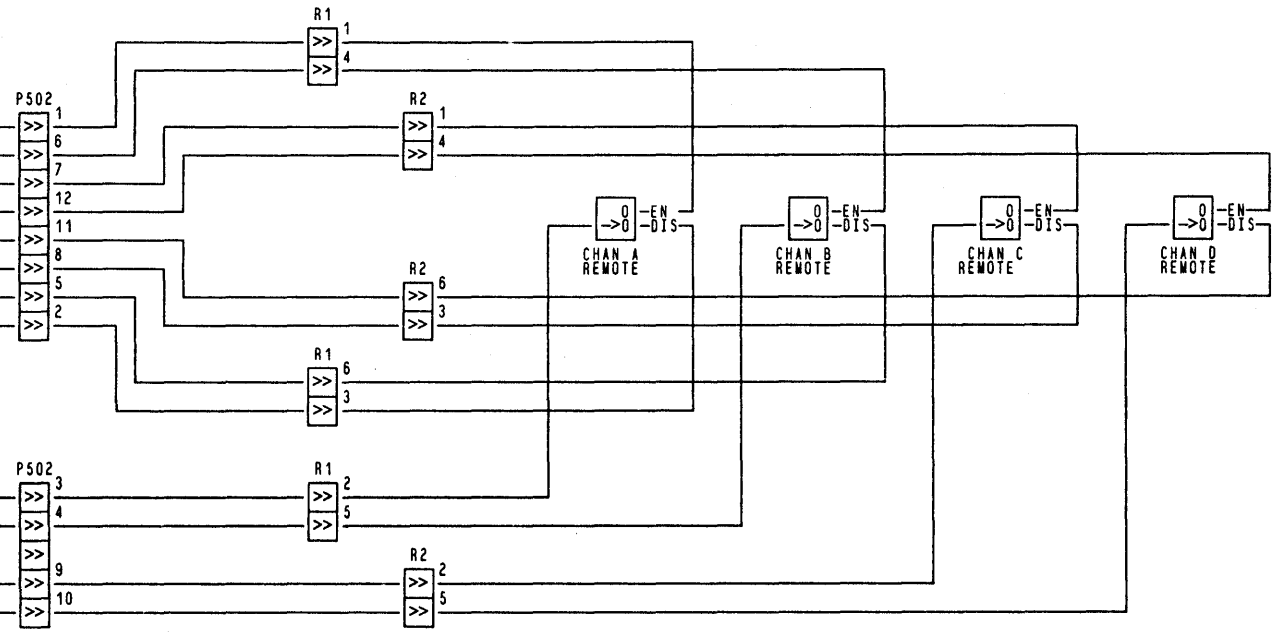 R1
>> 1
>> 4
P502
>> 1
>> 6
>> 7
>> 12
>> 11
>> 8
>> 5
>> 2
R2
>> 1
>> 4
0 EN
->0 DIS
CHAN A
REMOTE
0 EN
->0 DIS
CHAN B
REMOTE
0 EN
->0 DIS
CHAN C
REMOTE
0 EN
->0 DIS
CHAN D
REMOTE
R2
>> 6
>> 3
R1
>> 6
>> 3
P502
>> 3
>> 4
>>
>> 9
>> 10
R1
>> 2
>> 5
R2
>> 2
>> 5